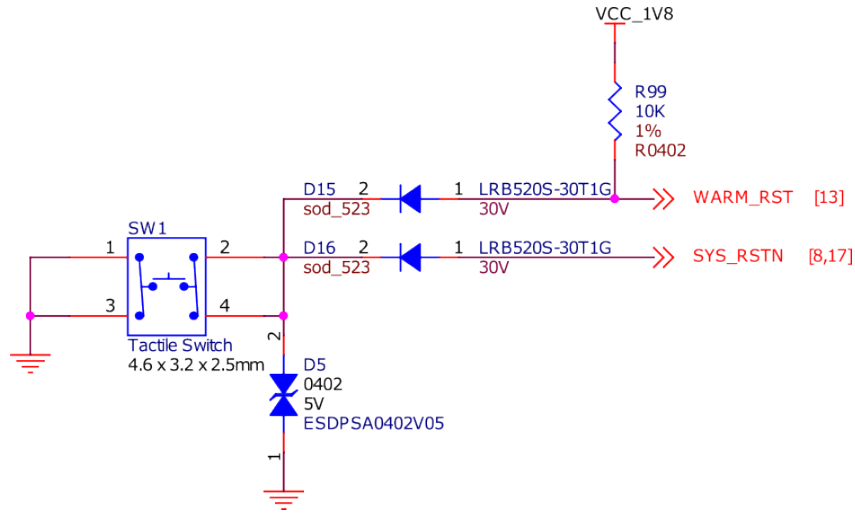 VCC_1V8
R99
10K
1%
R0402
D15 2 1 LRB520S-30T1G
sod_523 30V
WARM_RST [13]
SW1
1 2
D16 2 1 LRB520S-30T1G
sod_523 30V
SYS_RSTN [8,17]
3 4
Tactile Switch
4.6 x 3.2 x 2.5mm
2
D5
0402
5V
ESDPSA0402V05
1